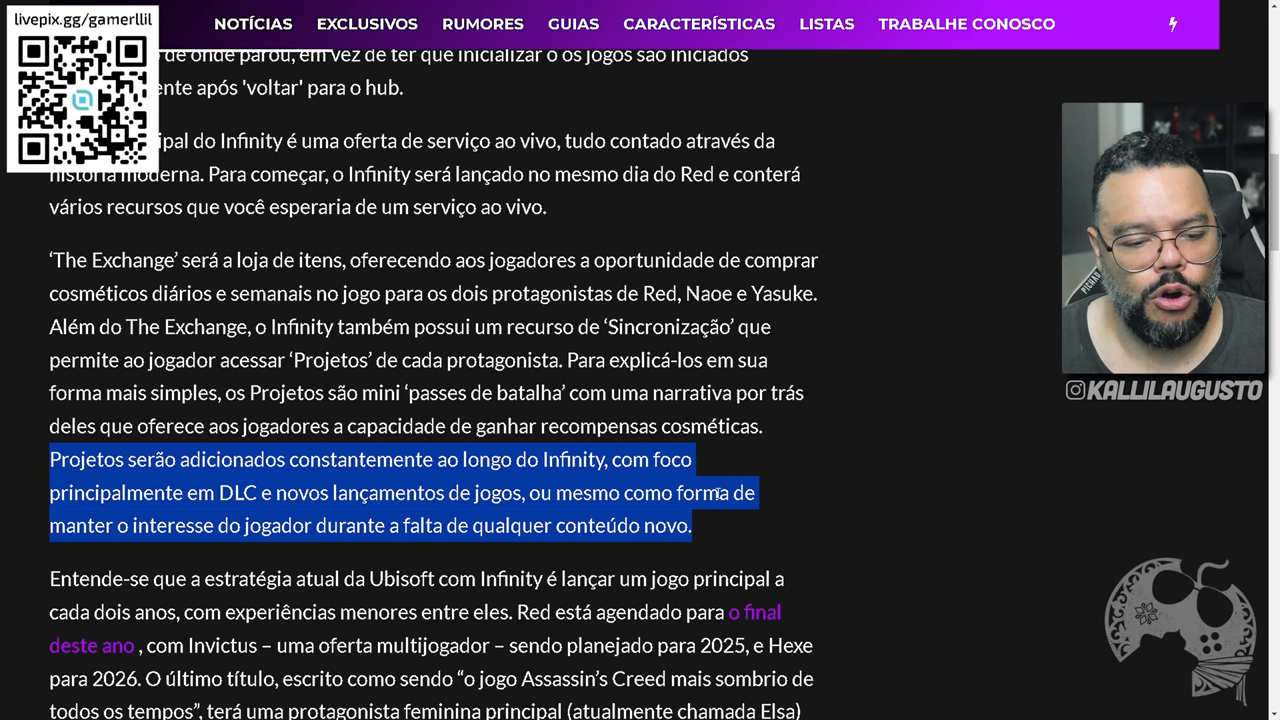 livepix.gg/gamerllil
NOTÍCIAS EXCLUSIVOS RUMORES GUIAS CARACTERÍSTICAS LISTAS TRABALHE CONOSCO
de onde parou, em vez de ter que inicializar o os jogos são iniciados
ente após 'voltar' para o hub.
ipal do Infinity é uma oferta de serviço ao vivo, tudo contado através da
história moderna. Para começar, o Infinity será lançado no mesmo dia do Red e conterá
vários recursos que você esperaria de um serviço ao vivo.
‘The Exchange’ será a loja de itens, oferecendo aos jogadores a oportunidade de comprar
cosméticos diários e semanais no jogo para os dois protagonistas de Red, Naoe e Yasuke.
Além do The Exchange, o Infinity também possui um recurso de ‘Sincronização’ que
permite ao jogador acessar ‘Projetos’ de cada protagonista. Para explicá-los em sua
forma mais simples, os Projetos são mini ‘passes de batalha’ com uma narrativa por trás
deles que oferece aos jogadores a capacidade de ganhar recompensas cosméticas.
Projetos serão adicionados constantemente ao longo do Infinity, com foco
principalmente em DLC e novos lançamentos de jogos, ou mesmo como forma de
manter o interesse do jogador durante a falta de qualquer conteúdo novo.
Entende-se que a estratégia atual da Ubisoft com Infinity é lançar um jogo principal a
cada dois anos, com experiências menores entre eles. Red está agendado para o final
deste ano , com Invictus – uma oferta multijogador – sendo planejado para 2025, e Hexe
para 2026. O último título, escrito como sendo “o jogo Assassin’s Creed mais sombrio de
todos os tempos”, terá uma protagonista feminina principal (atualmente chamada Elsa)
PICHAU
@KALLILAUGUSTO